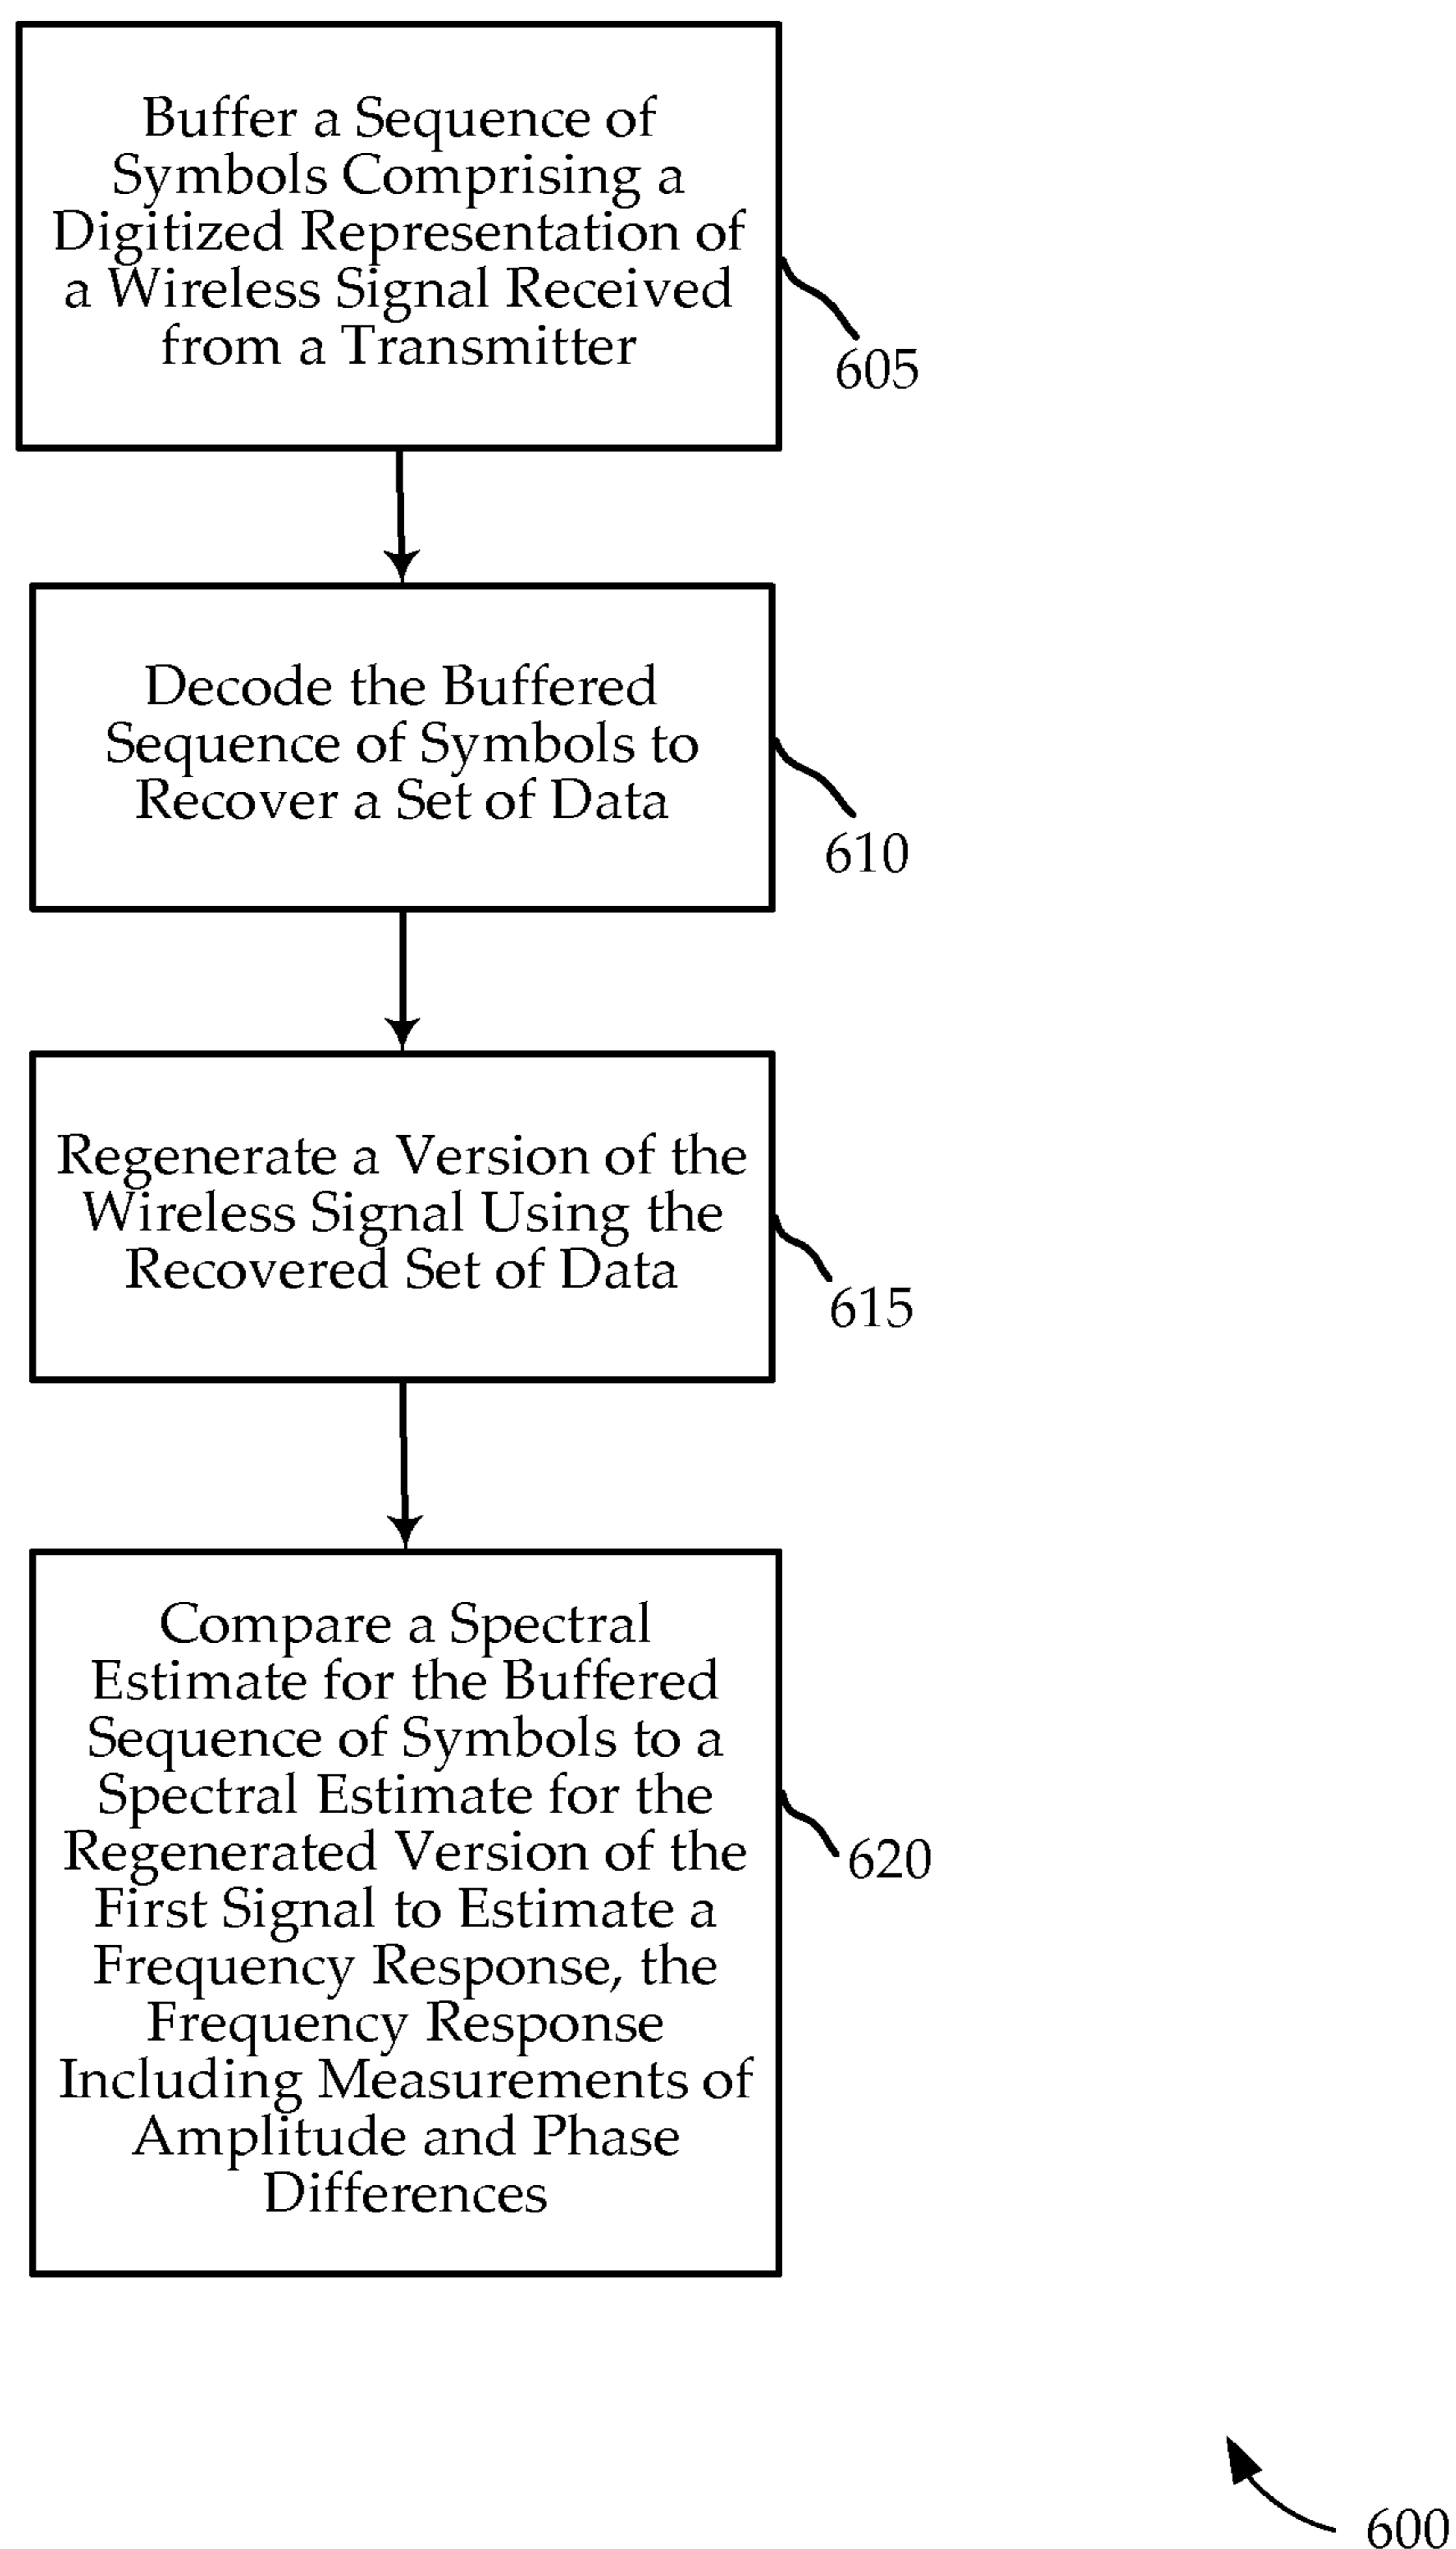 Buffer a Sequence of
Symbols Comprising a
Digitized Representation of
a Wireless Signal Received
from a Transmitter
605
Decode the Buffered
Sequence of Symbols to
Recover a Set of Data
610
Regenerate a Version of the
Wireless Signal Using the
Recovered Set of Data
615
Compare a Spectral
Estimate for the Buffered
Sequence of Symbols to a
Spectral Estimate for the
Regenerated Version of the
First Signal to Estimate a
Frequency Response, the
Frequency Response
Including Measurements of
Amplitude and Phase
Differences
620
600